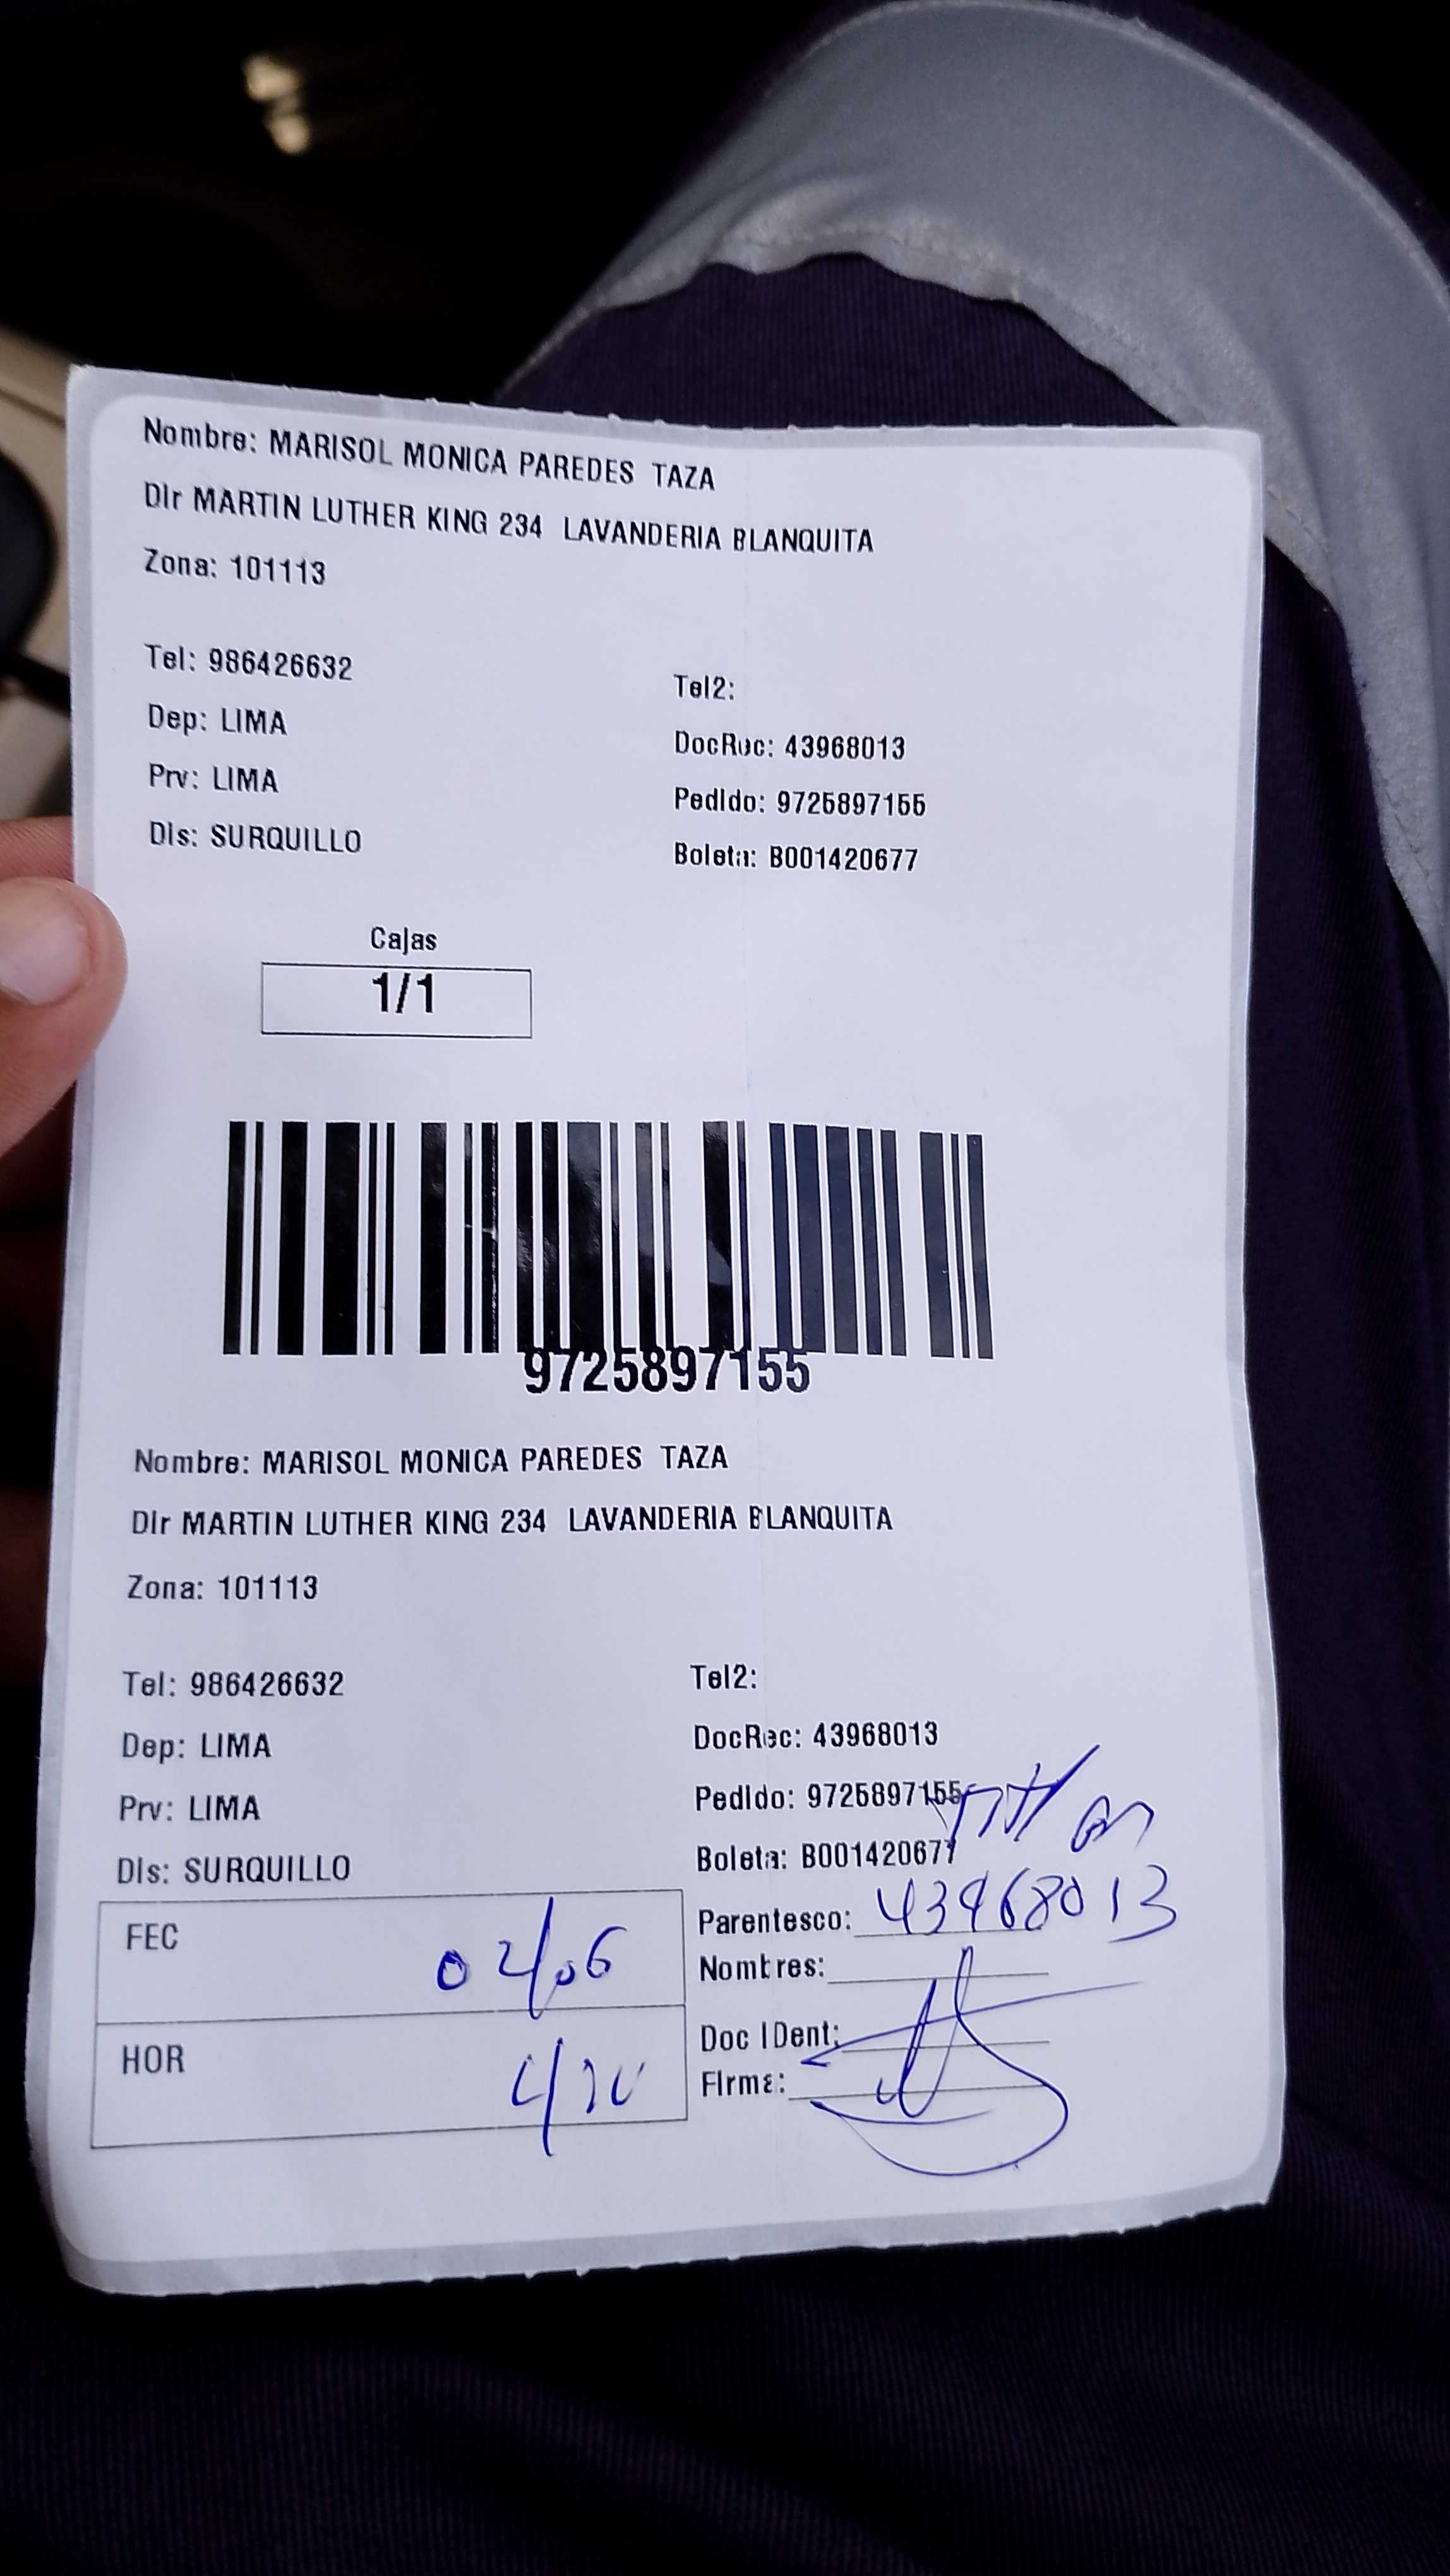 Nombre: MARISOL MONICA PAREDES TAZA
Dir MARTIN LUTHER KING 234 LAVANDERIA BLANQUITA
Zona: 101113
Tel: 986426632
Tel2:
Dep: LIMA
DocRec: 43968013
Prv: LIMA
Pedido: 9725897155
Dis: SURQUILLO
Boleta: B001420677
Cajas
1/1
9725897155
Nombre: MARISOL MONICA PAREDES TAZA
Dir MARTIN LUTHER KING 234 LAVANDERIA BLANQUITA
Zona: 101113
Tel: 986426632
Tel2:
Dep: LIMA
DocRec: 43968013
Prv: LIMA
Pedido: 9725897155
Dis: SURQUILLO
Boleta: B001420677
FEC 02/06
Parentesco: 43968013
Nombres:
HOR
Doc IDent:
Firma: